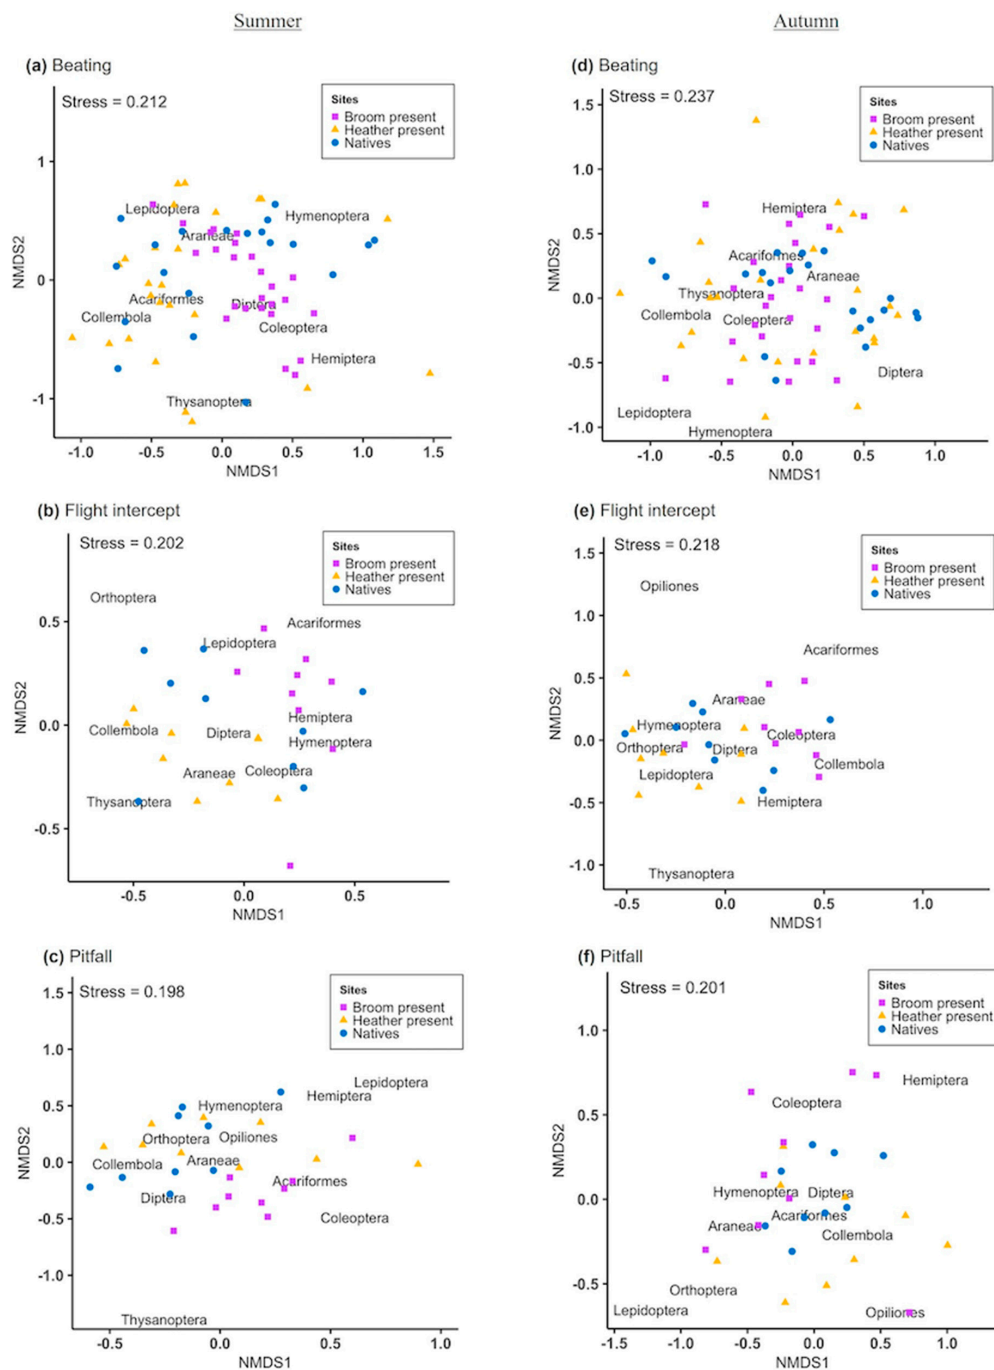 Summer
Autumn
(a) Beating
Stress = 0.212
Sites
Broom present
Heather present
Natives
1
0
-1
NMDS2
Lepidoptera
Hymenoptera
Araneae
Acariformes
Diptera
Collembola
Coleoptera
Hemiptera
Thysanoptera
-1.0
-0.5
0.0
0.5
1.0
1.5
NMDS1
(d) Beating
Stress = 0.237
Sites
Broom present
Heather present
Natives
1.5
1.0
0.5
0.0
-0.5
-1.0
NMDS2
Hemintera
Acariformes
Araneae
Thysanoptera
Collembola
Coleoptera
Diptera
Lepidoptera
Hymenoptera
-1.0
-0.5
0.0
0.5
1.0
NMDS1
(b) Flight intercept
Stress = 0.202
Sites
Broom present
Heather present
Natives
0.5
0.0
-0.5
NMDS2
Orthoptera
Acariformes
Lepidoptera
Hemiptera
Collembola
Diptera
Hymenoptera
Araneae
Coleoptera
Thysanoptera
-0.5
0.0
0.5
NMDS1
(e) Flight intercept
Stress = 0.218
Sites
Broom present
Heather present
Natives
1.5
1.0
0.5
0.0
-0.5
-1.0
NMDS2
Opiliones
Acariformes
Araneae
Hymenoptera
Coleoptera
Orthoptera
Diptera
Collembola
Lepidoptera
Hemiptera
Thysanoptera
-0.5
0.0
0.5
1.0
NMDS1
(c) Pitfall
Stress = 0.198
Sites
Broom present
Heather present
Natives
1.5
1.0
0.5
0.0
-0.5
-1.0
NMDS2
Lepidoptera
Hemiptera
Hymenoptera
Orthoptera
Opiliones
Collembola
Araneae
Acariformes
Diptera
Coleoptera
Thysanoptera
-0.5
0.0
0.5
1.0
NMDS1
(f) Pitfall
Stress = 0.201
Sites
Broom present
Heather present
Natives
1.0
0.5
0.0
-0.5
NMDS2
Hemiptera
Coleoptera
Hymenoptera
Diptera
Araneae
Acariformes
Collembola
Orthoptera
Lepidoptera
Opiliones
-1.5
-1.0
-0.5
0.0
0.5
1.0
NMDS1